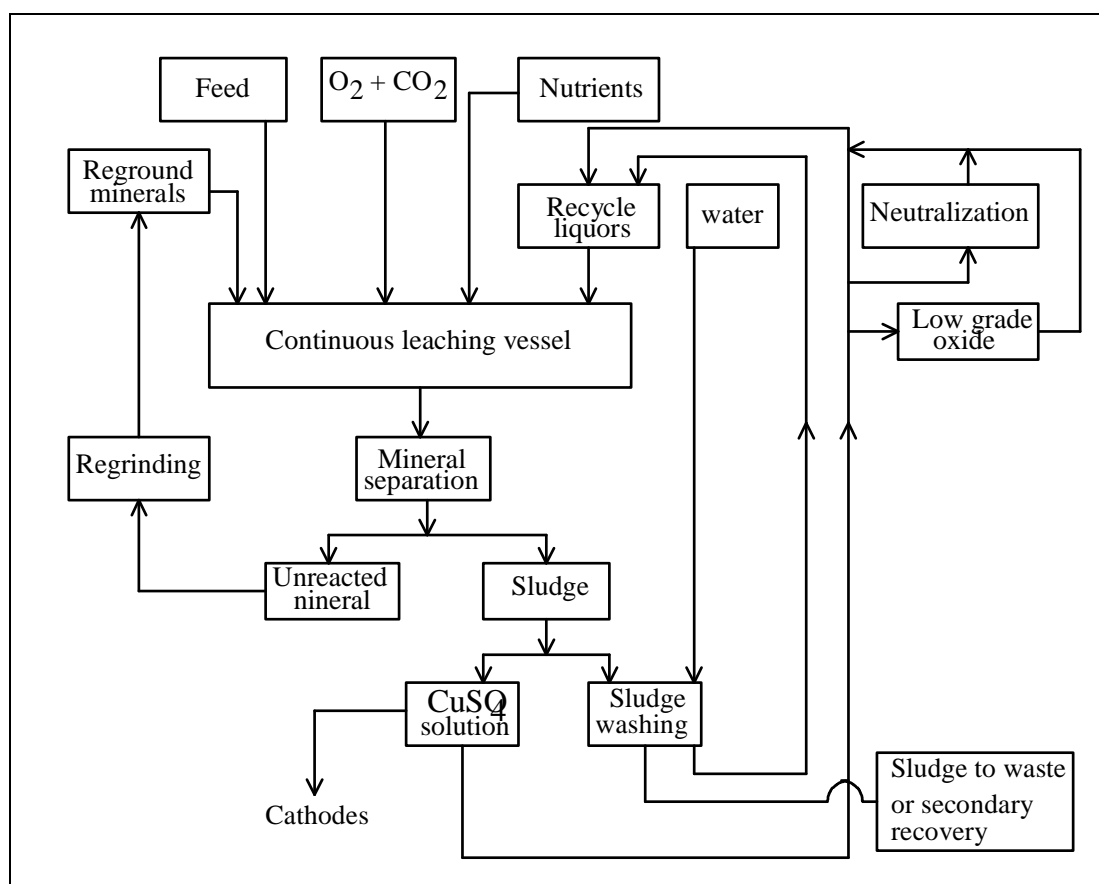 Feed
O2 + CO2
Nutrients
Reground
minerals
Recycle
liquors
water
Neutralization
Low grade
oxide
Continuous leaching vessel
Regrinding
Mineral
separation
Unreacted
nineral
Sludge
CuSO4
solution
Sludge
washing
Sludge to waste
or secondary
recovery
Cathodes